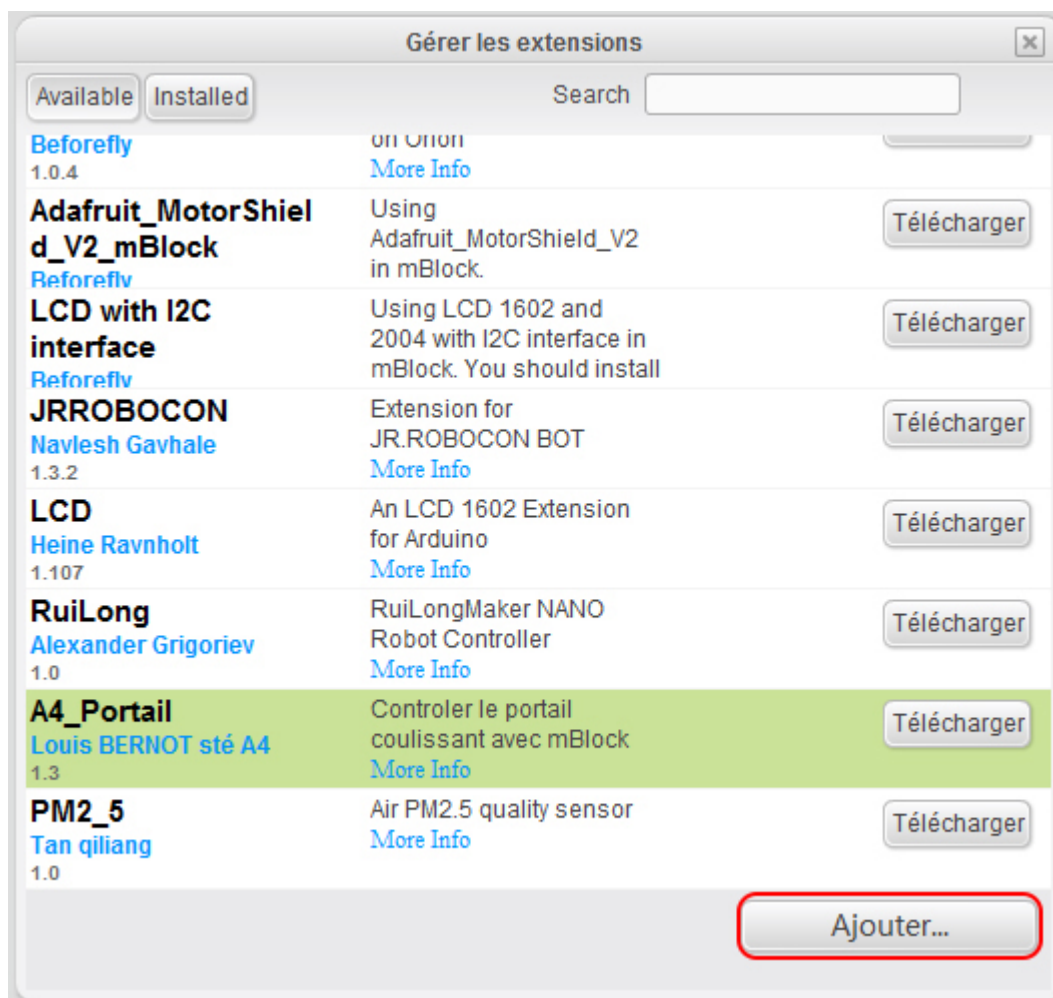 Gérer les extensions
Available Installed Search
Beforefly
1.0.4
on Orion
More Info
Adafruit_MotorShiel
d_V2_mBlock
Beforefly
Using
Adafruit_MotorShield_V2
in mBlock.
Télécharger
LCD with I2C
interface
Beforefly
Using LCD 1602 and
2004 with I2C interface in
mBlock. You should install
Télécharger
JRROBOCON
Navlesh Gavhale
1.3.2
Extension for
JR.ROBOCON BOT
More Info
Télécharger
LCD
Heine Ravnholt
1.107
An LCD 1602 Extension
for Arduino
More Info
Télécharger
RuiLong
Alexander Grigoriev
1.0
RuiLongMaker NANO
Robot Controller
More Info
Télécharger
A4_Portail
Louis BERNOT sté A4
1.3
Controler le portail
coulissant avec mBlock
More Info
Télécharger
PM2_5
Tan qiliang
1.0
Air PM2.5 quality sensor
More Info
Télécharger
Ajouter...